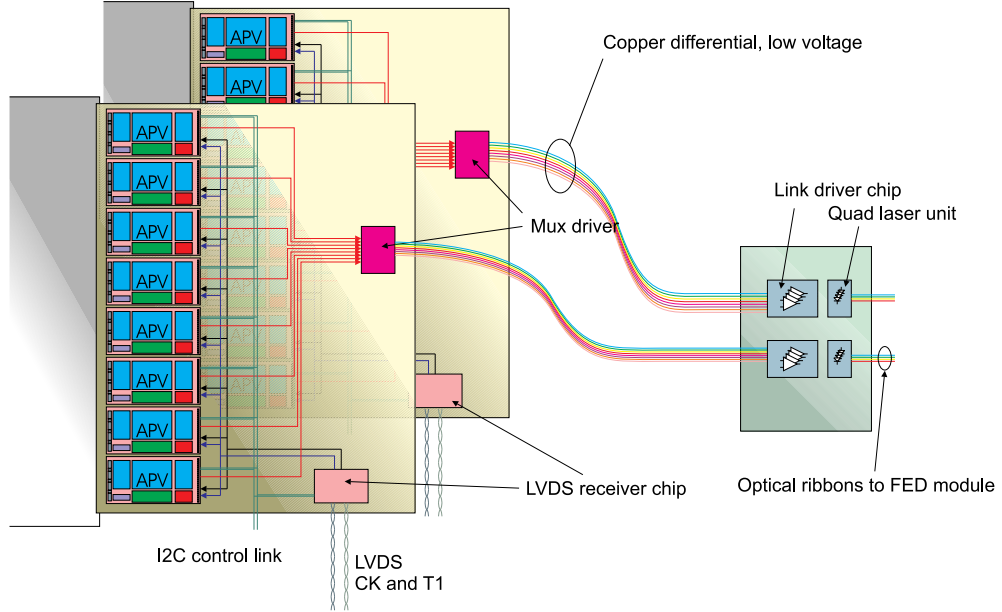 APV
APV
Copper differential, low voltage
APV
APV
APV
APV
APV
APV
APV
APV
Link driver chip
Quad laser unit
Mux driver
LVDS receiver chip
Optical ribbons to FED module
I2C control link
LVDS
CK and T1